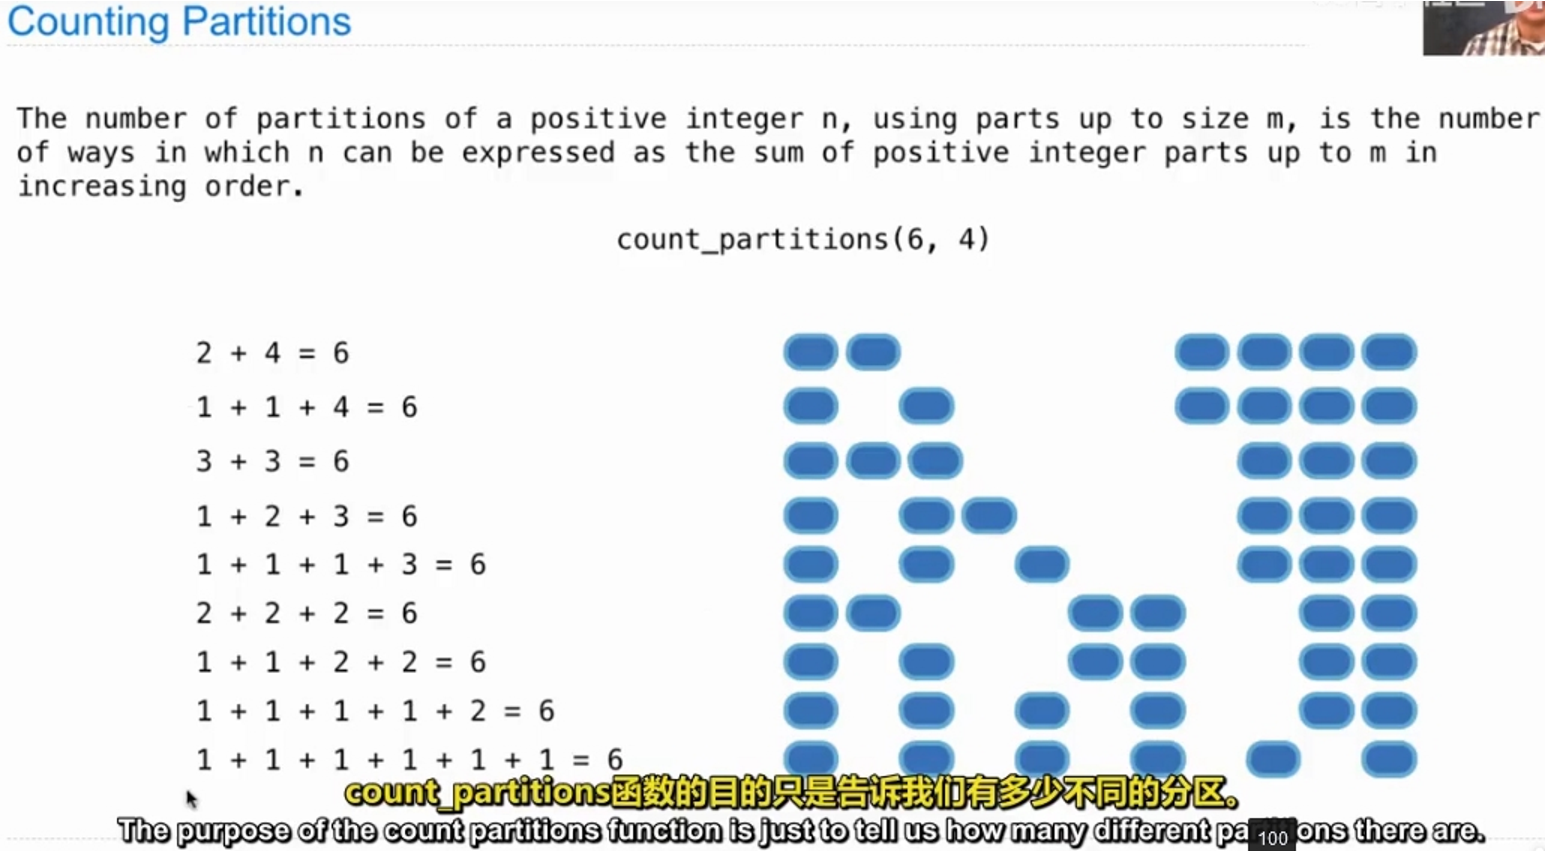 Counting Partitions
The number of partitions of a positive integer n, using parts up to size m, is the number
of ways in which n can be expressed as the sum of positive integer parts up to m in
increasing order.
count_partitions(6, 4)
2 + 4 = 6
1 + 1 + 4 = 6
3 + 3 = 6
1 + 2 + 3 = 6
1 + 1 + 1 + 3 = 6
2 + 2 + 2 = 6
1 + 1 + 2 + 2 = 6
1 + 1 + 1 + 1 + 2 = 6
1 + 1 + 1 + 1 + 1 + 1 = 6
count_partitions函数的目的只是告诉我们有多少不同的分区。
The purpose of the count partitions function is just to tell us how many different pa ons there are.
100